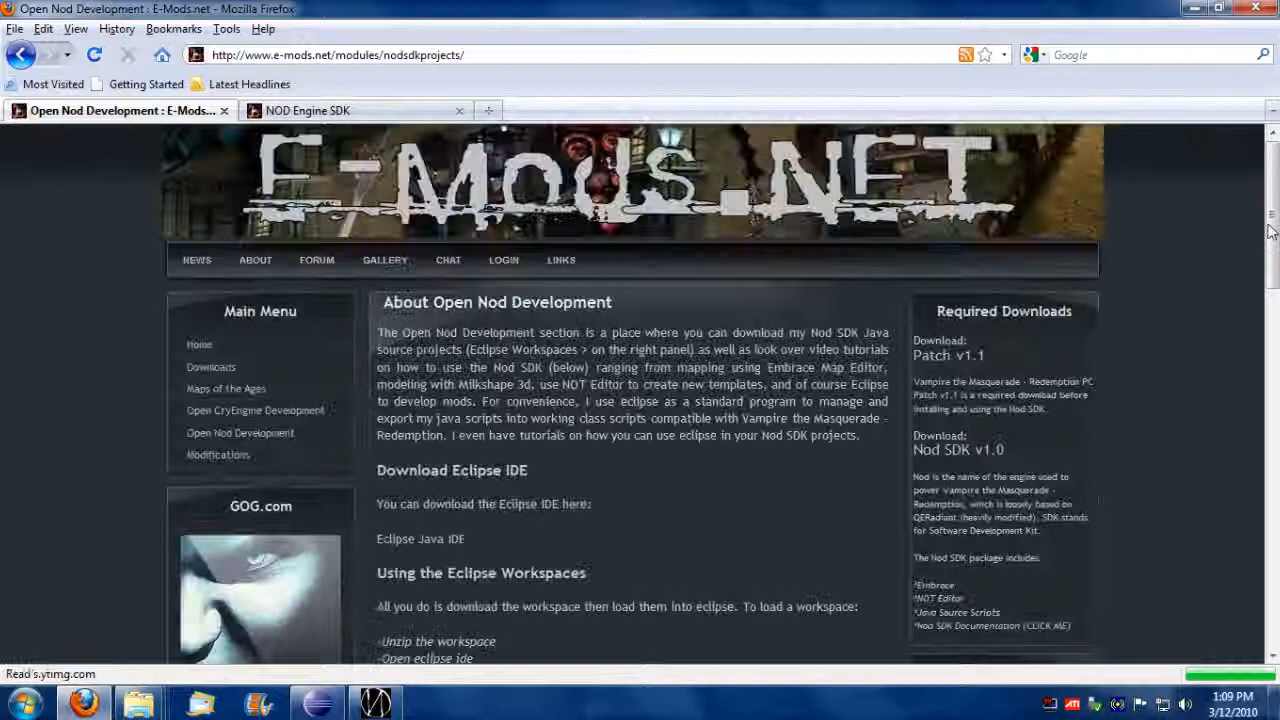 Open Nod Development : E-Mods.net - Mozilla Firefox
File Edit View History Bookmarks Tools Help
http://www.e-mods.net/modules/nodsdkprojects/
Google
Most Visited Getting Started Latest Headlines
Open Nod Development : E-Mods... NOD Engine SDK
E-MODS.NET
NEWS ABOUT FORUM GALLERY CHAT LOGIN LINKS
Main Menu
Home
Downloads
Maps of the Ages
Open CryEngine Development
Open Nod Development
Modifications
GOG.com
About Open Nod Development
The Open Nod Development section is a place where you can download my Nod SDK Java
source projects (Eclipse Workspaces > on the right panel) as well as look over video tutorials
on how to use the Nod SDK (below) ranging from mapping using Embrace Map Editor,
modeling with Milkshape 3d, use NOT Editor to create new templates, and of course Eclipse
to develop mods. For convenience, I use eclipse as a standard program to manage and
export my java scripts into working class scripts compatible with Vampire the Masquerade -
Redemption. I even have tutorials on how you can use eclipse in your Nod SDK projects.
Download Eclipse IDE
You can download the Eclipse IDE here:
Eclipse Java IDE
Using the Eclipse Workspaces
All you do is download the workspace then load them into eclipse. To load a workspace:
-Unzip the workspace
-Open eclipse ide
Required Downloads
Download:
Patch v1.1
Vampire the Masquerade - Redemption PC
Patch v1.1 is a required download before
installing and using the Nod SDK.
Download:
Nod SDK v1.0
Nod is the name of the engine used to
power Vampire the Masquerade -
Redemption, which is loosely based on
QERadiant (heavily modified). SDK stands
for Software Development Kit.
The Nod SDK package includes:
*Embrace
*NOT Editor
*Java Source Scripts
*Nod SDK Documentation (CLICK ME)
Read s.ytimg.com
ATI
1:09 PM
3/12/2010